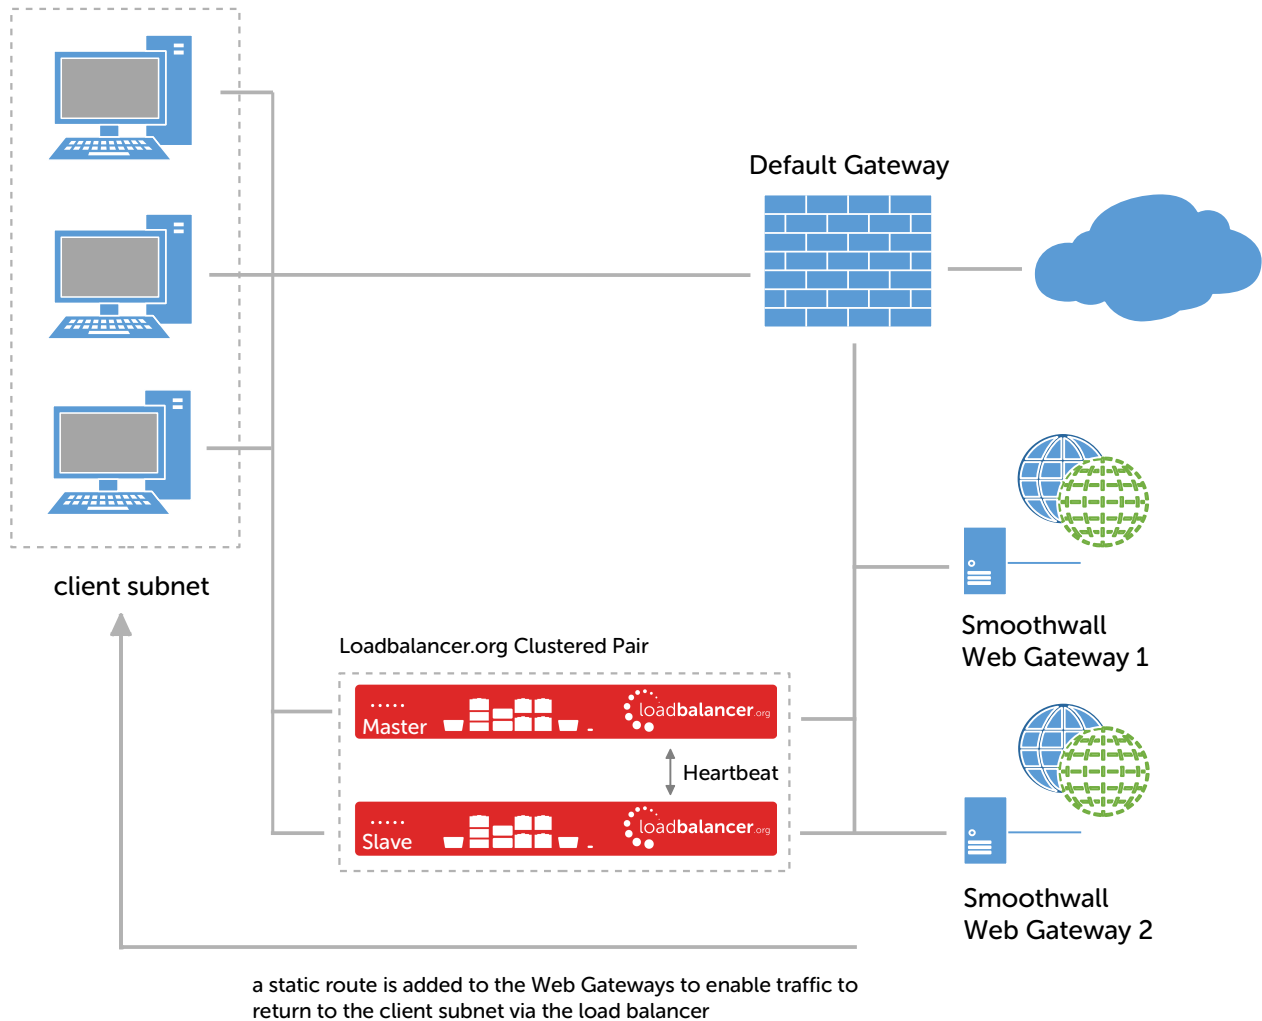 Default Gateway
client subnet
Smoothwall
Web Gateway 1
Loadbalancer.org Clustered Pair
Master
loadbalancer.org
Heartbeat
Slave
loadbalancer.org
Smoothwall
Web Gateway 2
a static route is added to the Web Gateways to enable traffic to
return to the client subnet via the load balancer